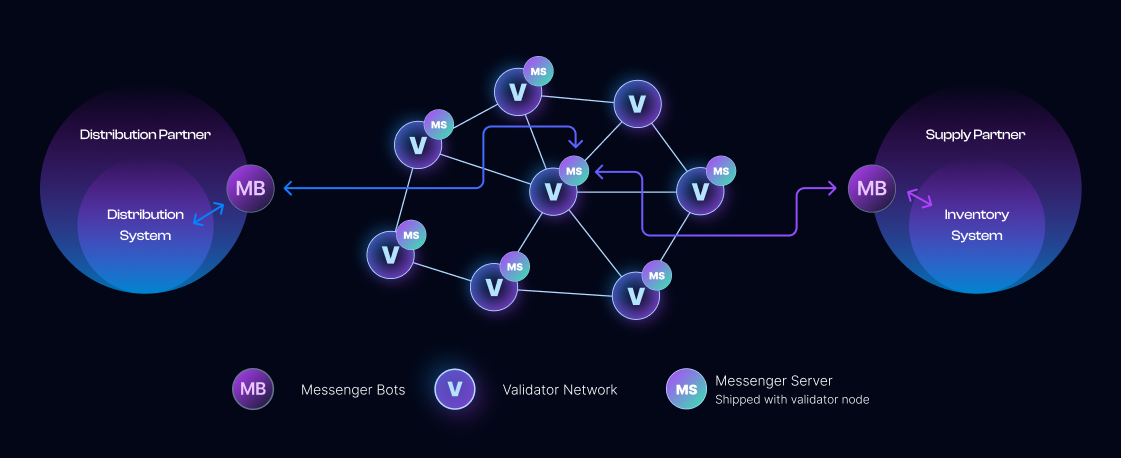 MS
V
V
MS
V
Distribution Partner
Supply Partner
MS
V
MS
V
MB
MB
Distribution
System
Inventory
System
MS
V
MS
V
MS
V
MB
Messenger Bots
V
Validator Network
MS
Messenger Server
Shipped with validator node